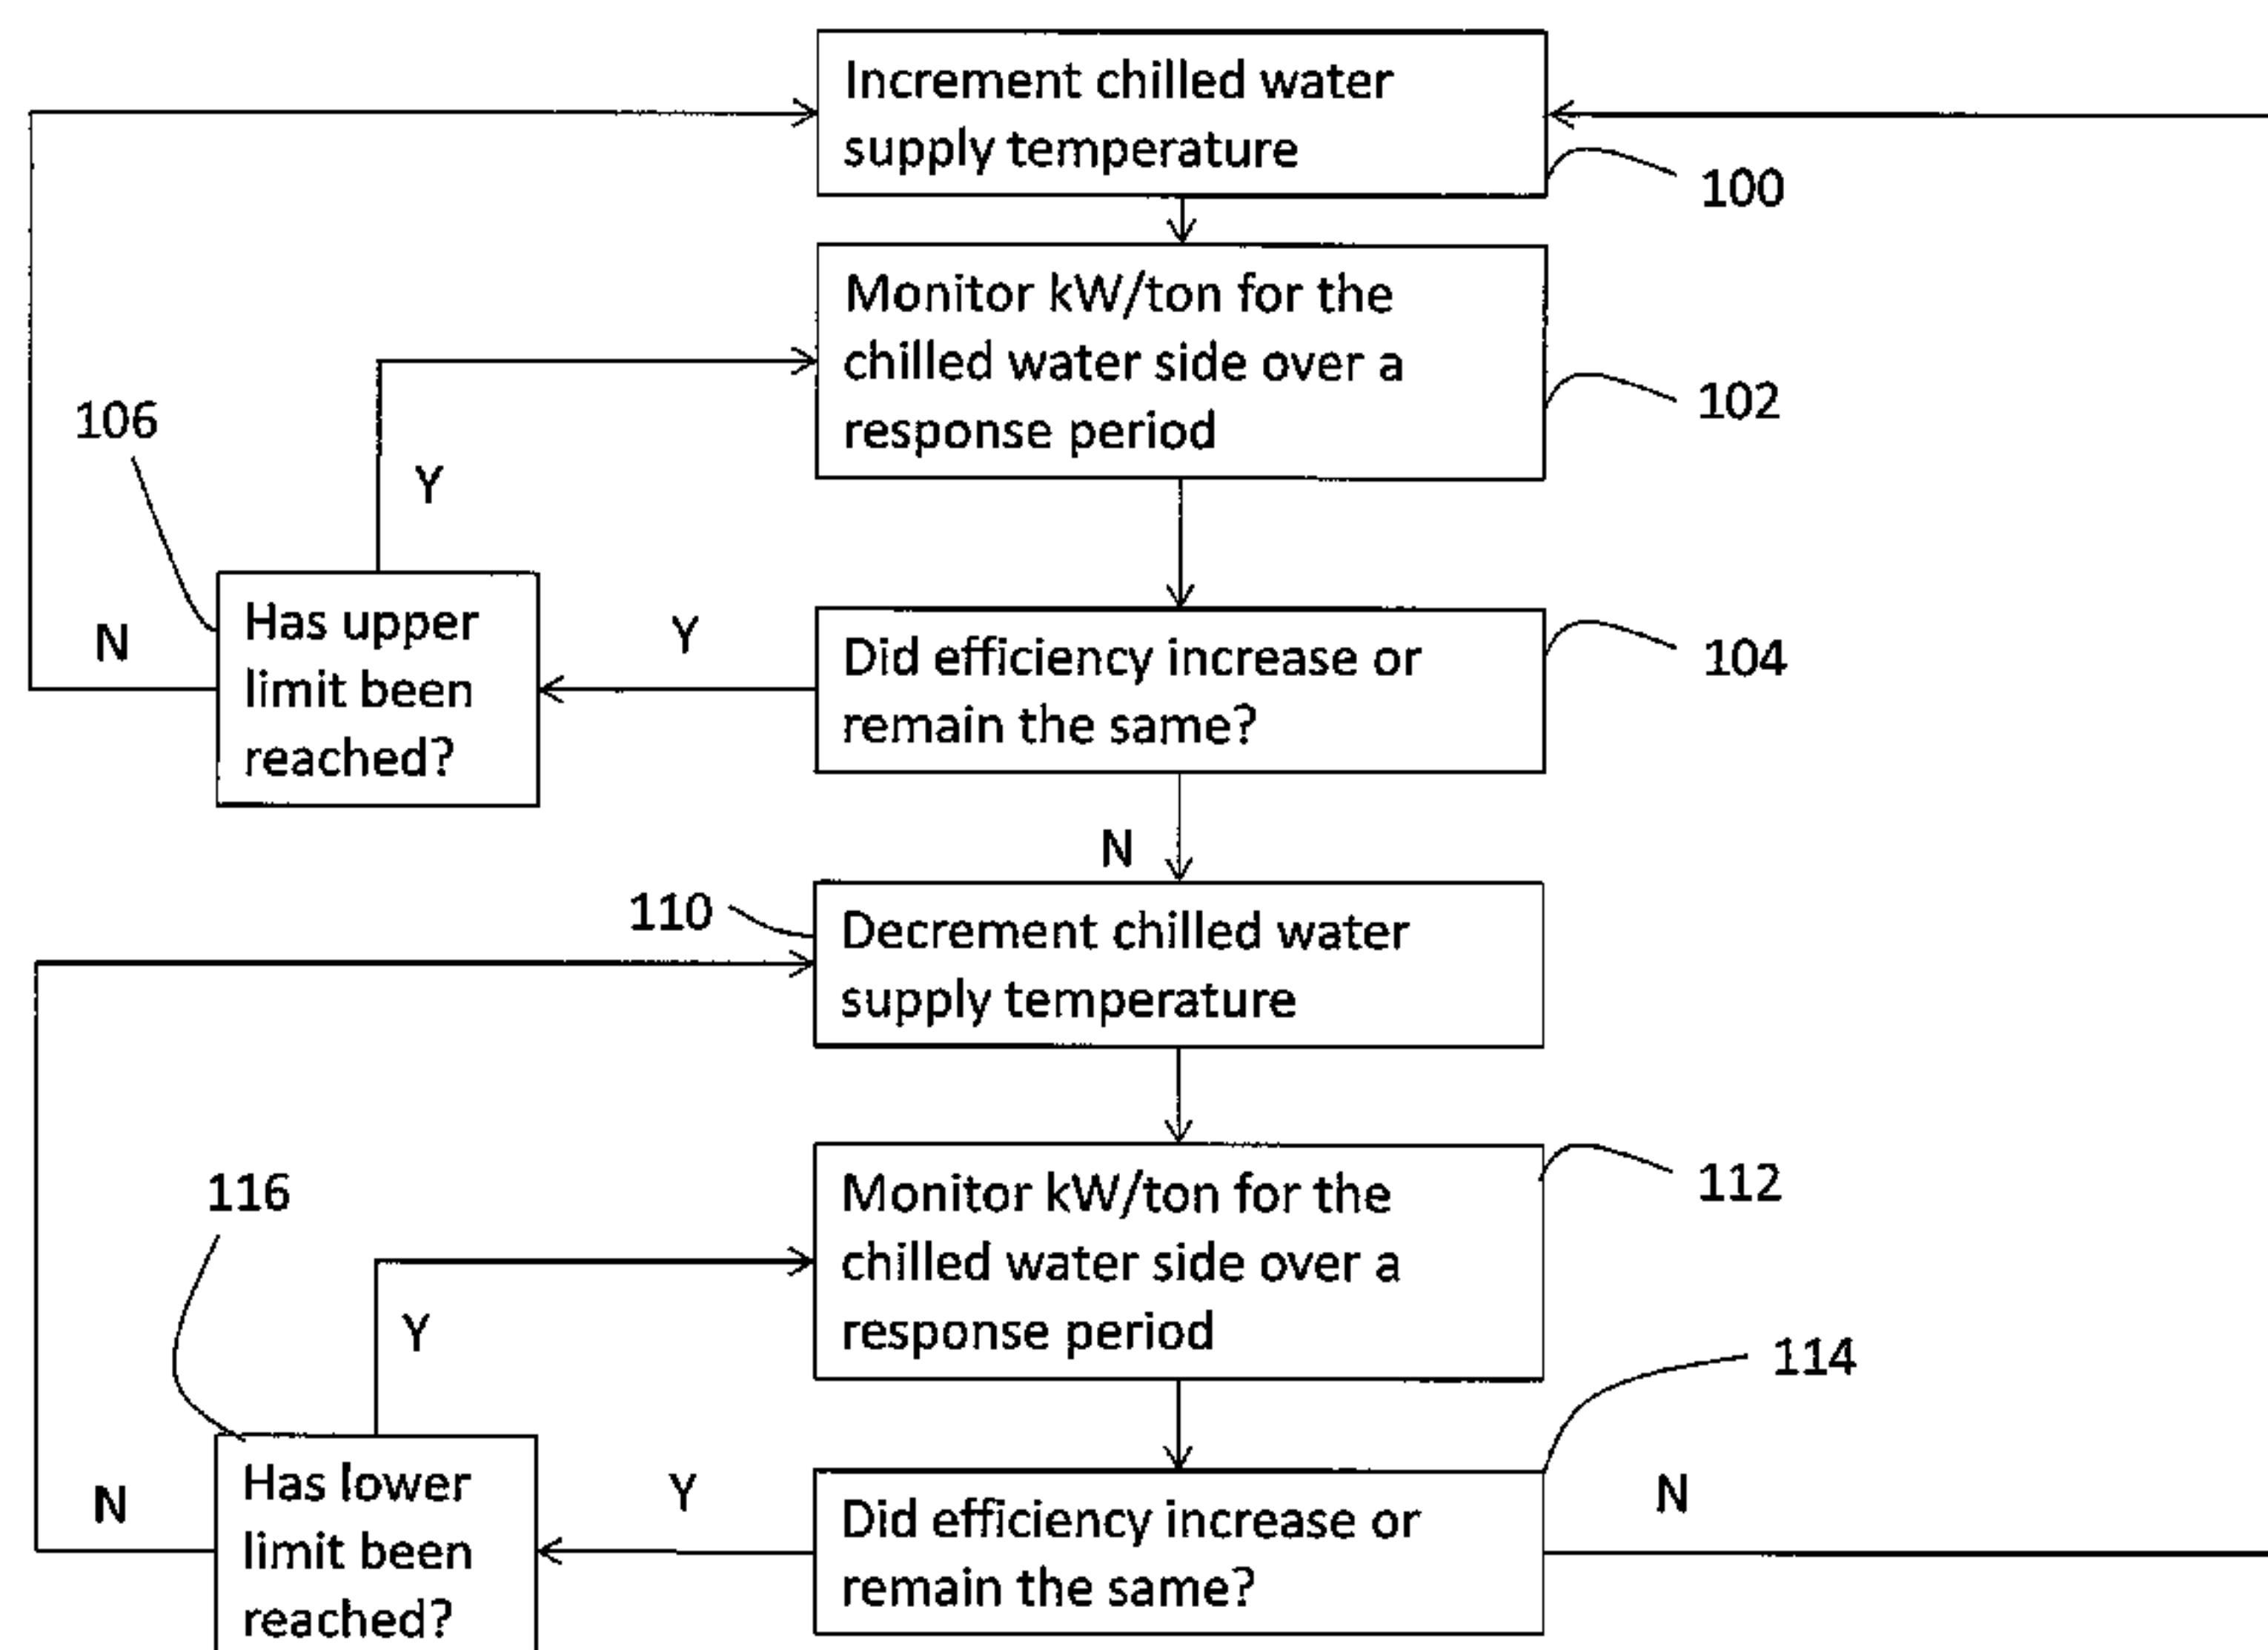 Increment chilled water
supply temperature
100
Monitor kW/ton for the
chilled water side over a
response period
102
106
Y
Has upper
limit been
reached?
N
Y
Did efficiency increase or
remain the same?
104
N
110
Decrement chilled water
supply temperature
Monitor kW/ton for the
chilled water side over a
response period
112
116
Y
114
Has lower
limit been
reached?
N
Y
Did efficiency increase or
remain the same?
N